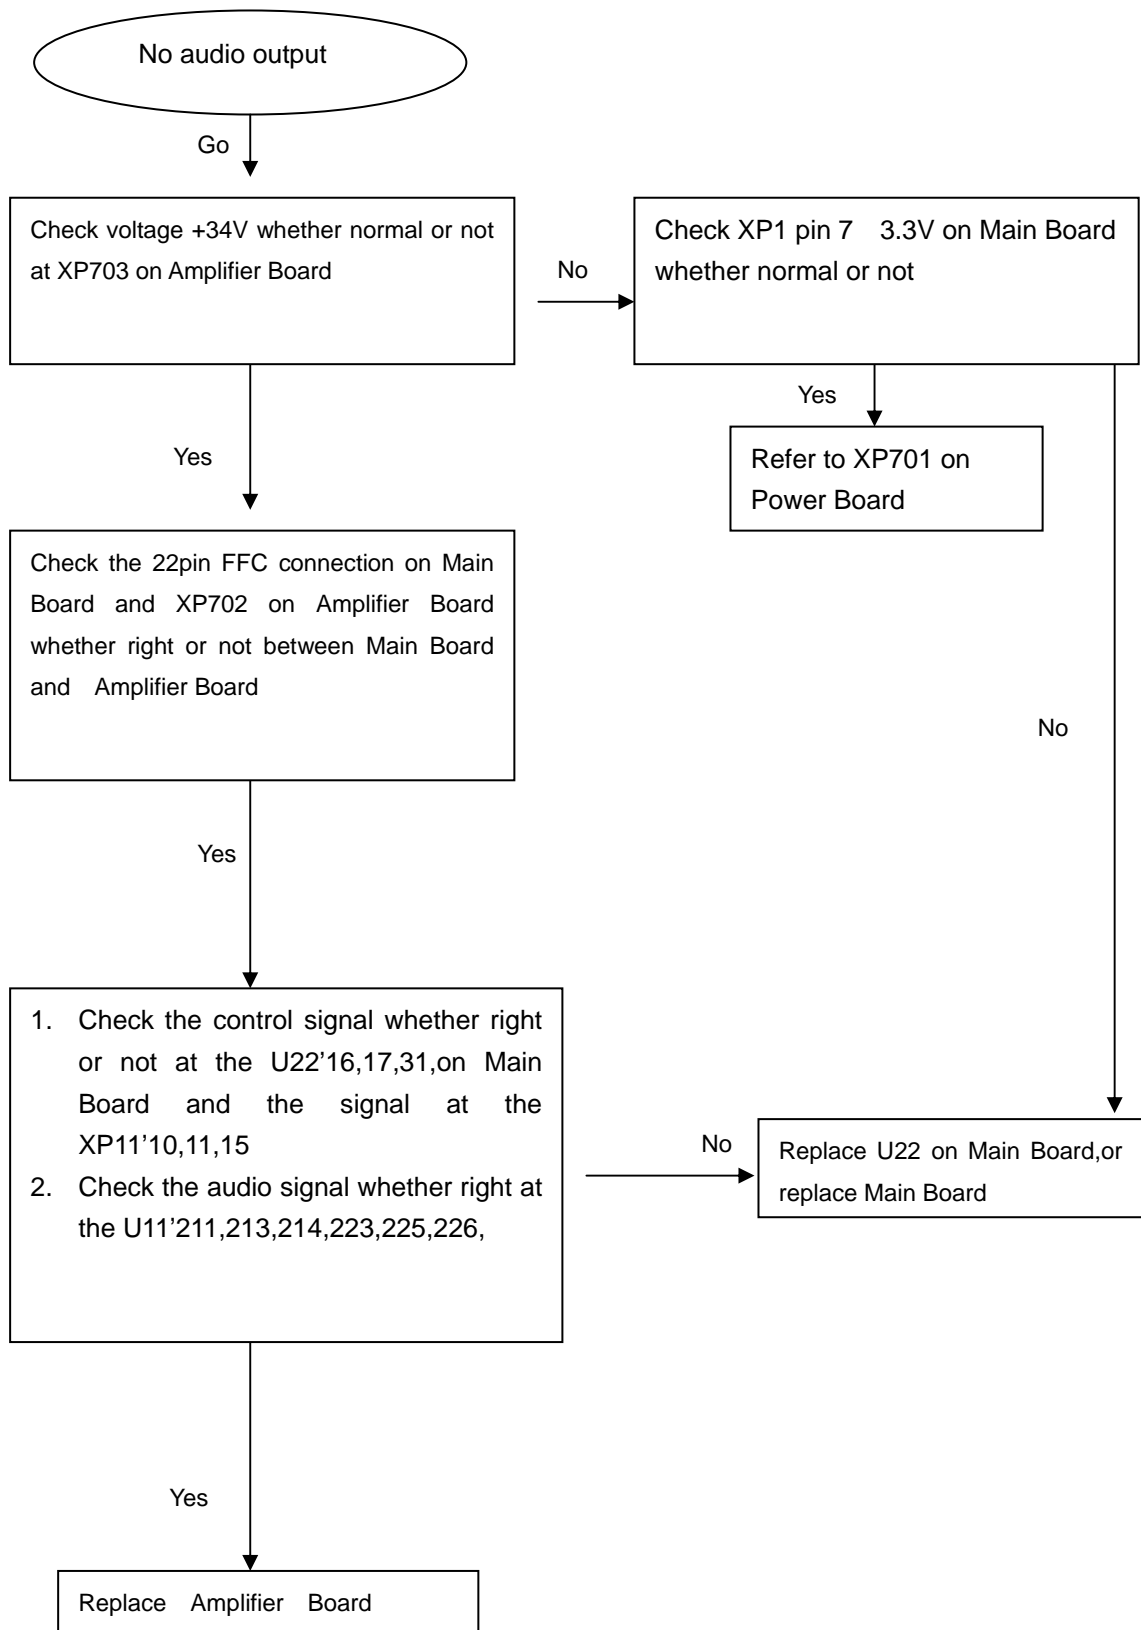 No audio output
Go
Check voltage +34V whether normal or not
at XP703 on Amplifier Board
No
Check XP1 pin 7 3.3V on Main Board
whether normal or not
Yes
Refer to XP701 on
Power Board
Yes
Check the 22pin FFC connection on Main
Board and XP702 on Amplifier Board
whether right or not between Main Board
and Amplifier Board
No
Yes
1. Check the control signal whether right
or not at the U22’16,17,31,on Main
Board and the signal at the
XP11’10,11,15
2. Check the audio signal whether right at
the U11’211,213,214,223,225,226,
No
Replace U22 on Main Board,or
replace Main Board
Yes
Replace Amplifier Board